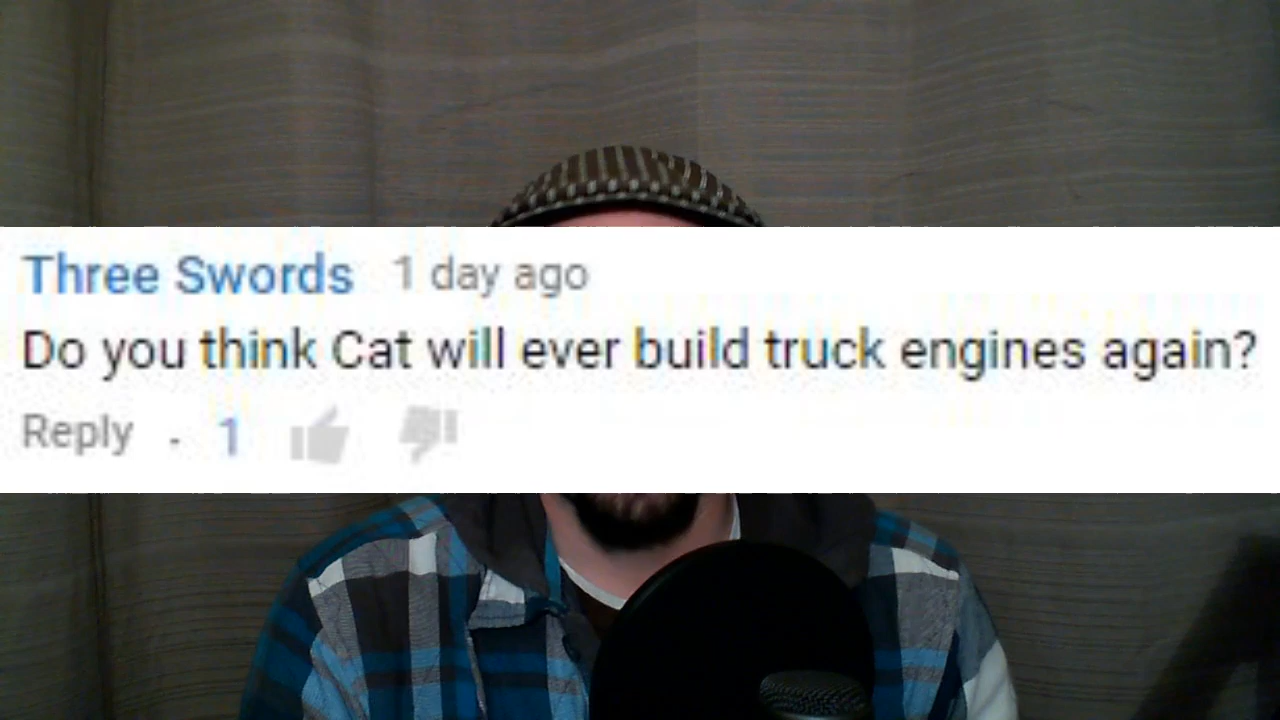 Three Swords 1 day ago
Do you think Cat will ever build truck engines again?
Reply · 1